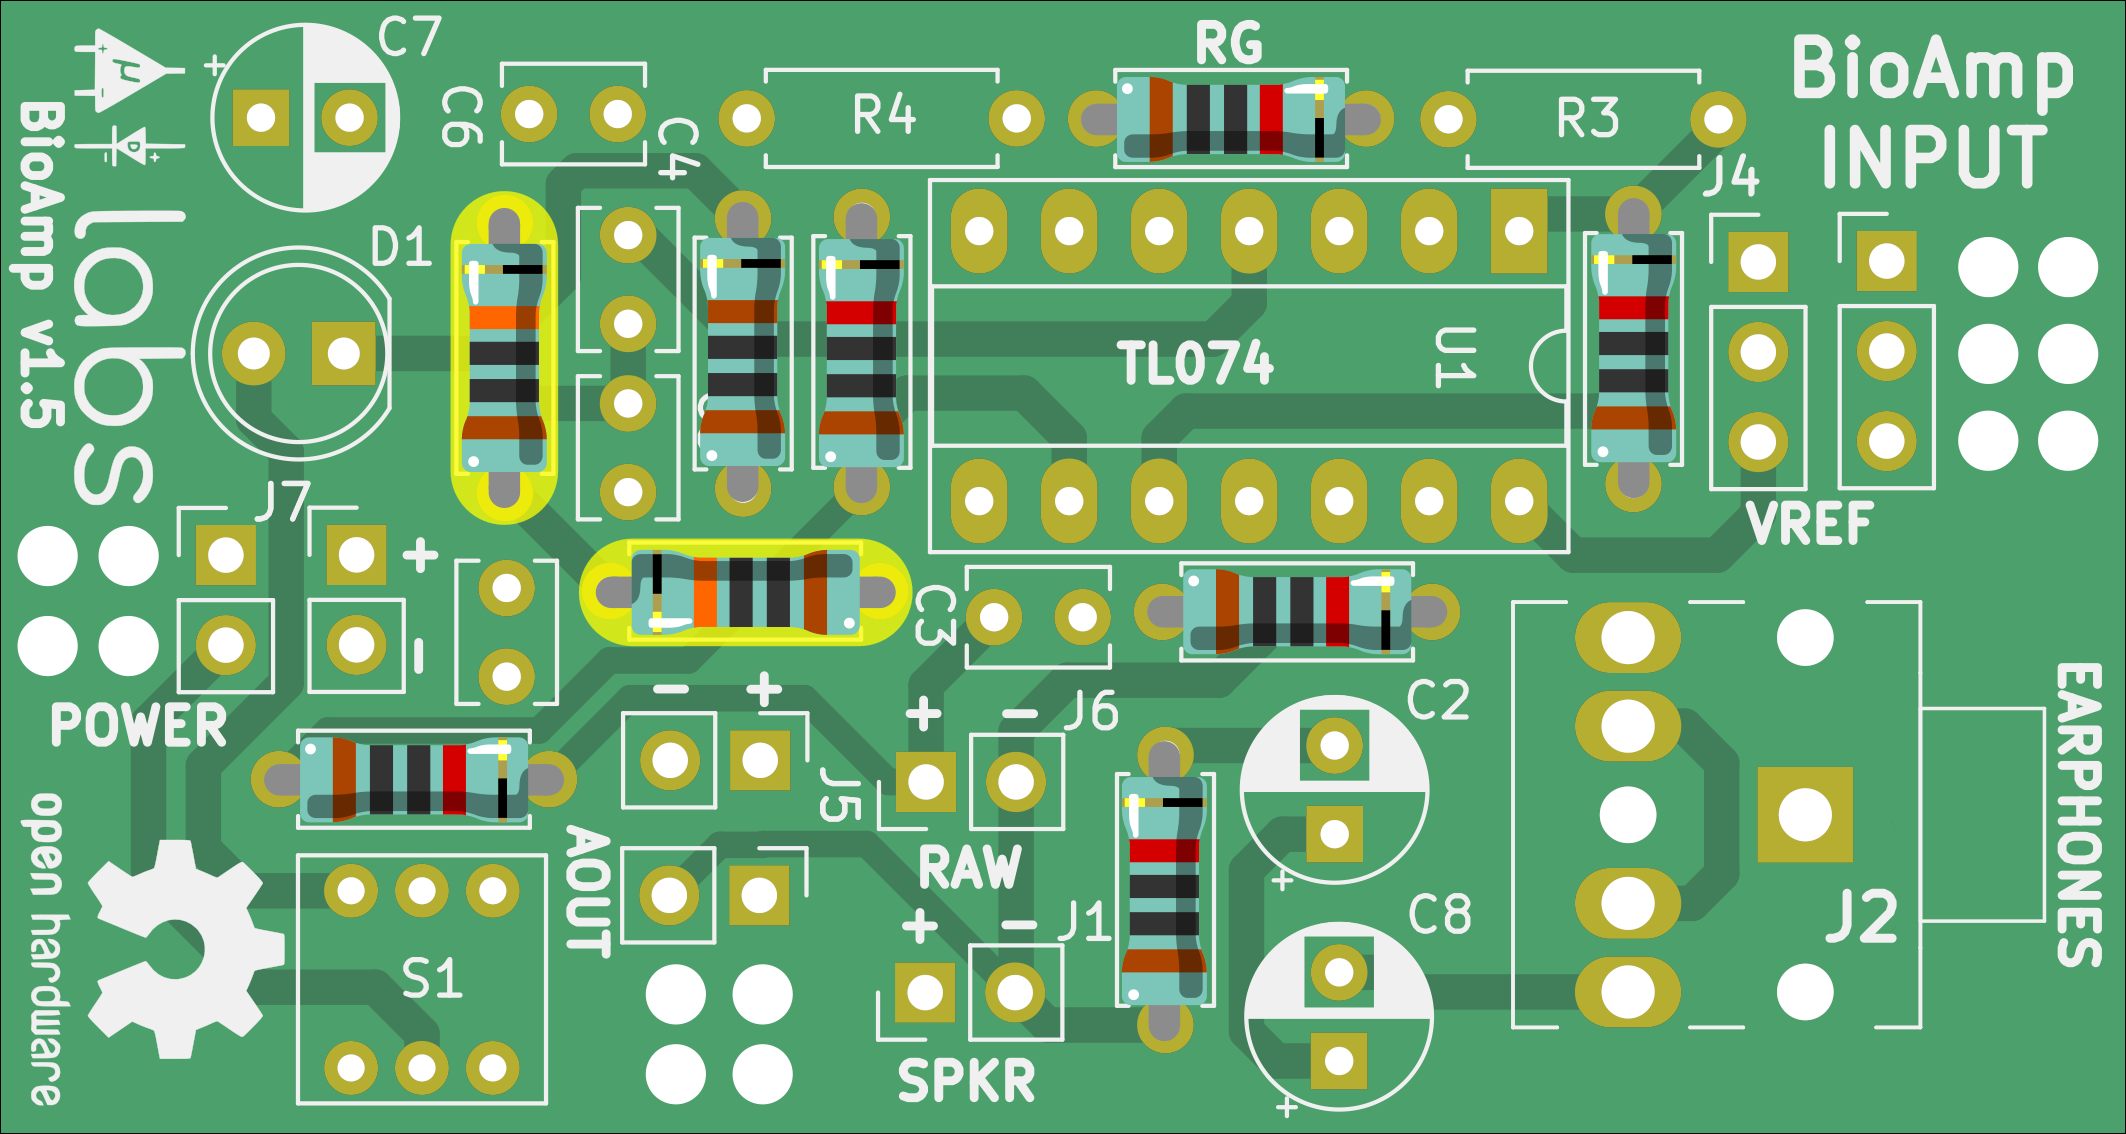 C7
C6
C4
R4
RG
R3
BioAmp
INPUT
J4
μ
D
labs
BioAmp v1.5
D1
TL074
U1
VREF
J7
+
-
POWER
C3
- +
J5
+ -
J6
RAW
C2
+
AOUT
S1
open hardware
+ -
J1
SPKR
C8
+
J2
EARPHONES